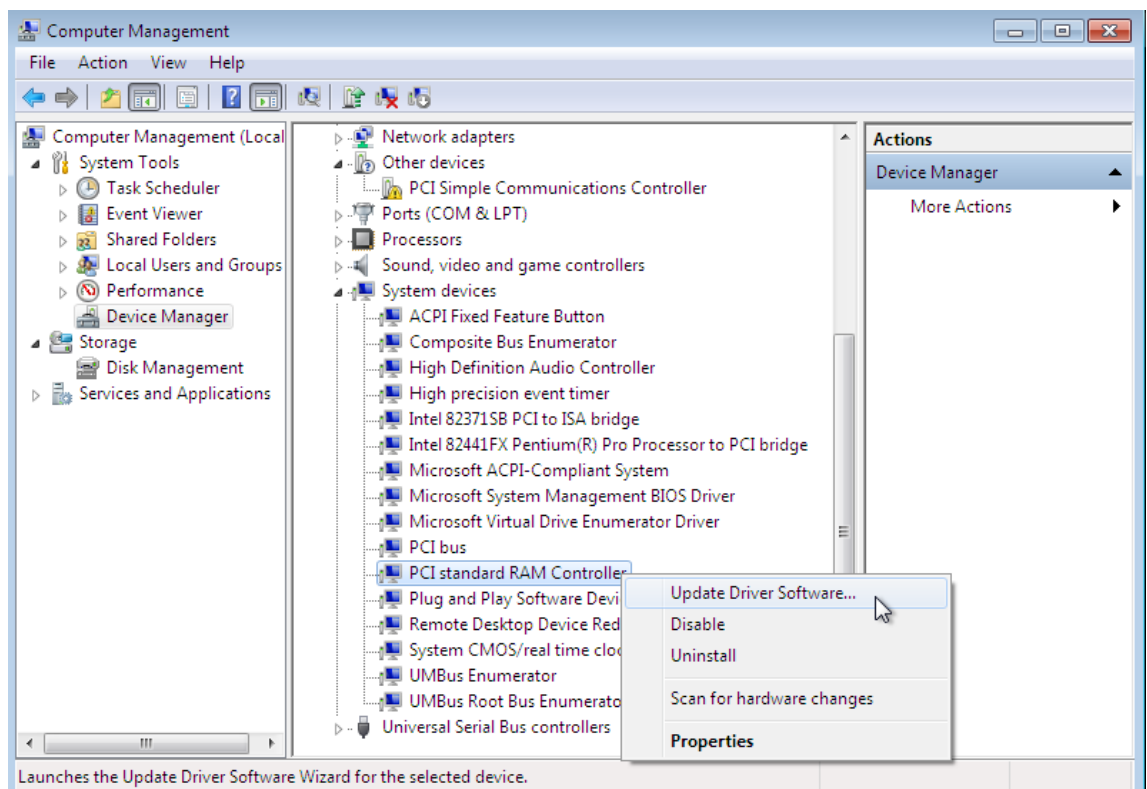 Computer Management
File Action View Help
Computer Management (Local
System Tools
Task Scheduler
Event Viewer
Shared Folders
Local Users and Groups
Performance
Device Manager
Storage
Disk Management
Services and Applications
Network adapters
Other devices
PCI Simple Communications Controller
Ports (COM & LPT)
Processors
Sound, video and game controllers
System devices
ACPI Fixed Feature Button
Composite Bus Enumerator
High Definition Audio Controller
High precision event timer
Intel 82371SB PCI to ISA bridge
Intel 82441FX Pentium(R) Pro Processor to PCI bridge
Microsoft ACPI-Compliant System
Microsoft System Management BIOS Driver
Microsoft Virtual Drive Enumerator Driver
PCI bus
PCI standard RAM Controller
Plug and Play Software Devi
Remote Desktop Device Red
System CMOS/real time cloc
UMBus Enumerator
UMBus Root Bus Enumerato
Universal Serial Bus controllers
Update Driver Software...
Disable
Uninstall
Scan for hardware changes
Properties
Actions
Device Manager
More Actions
Launches the Update Driver Software Wizard for the selected device.